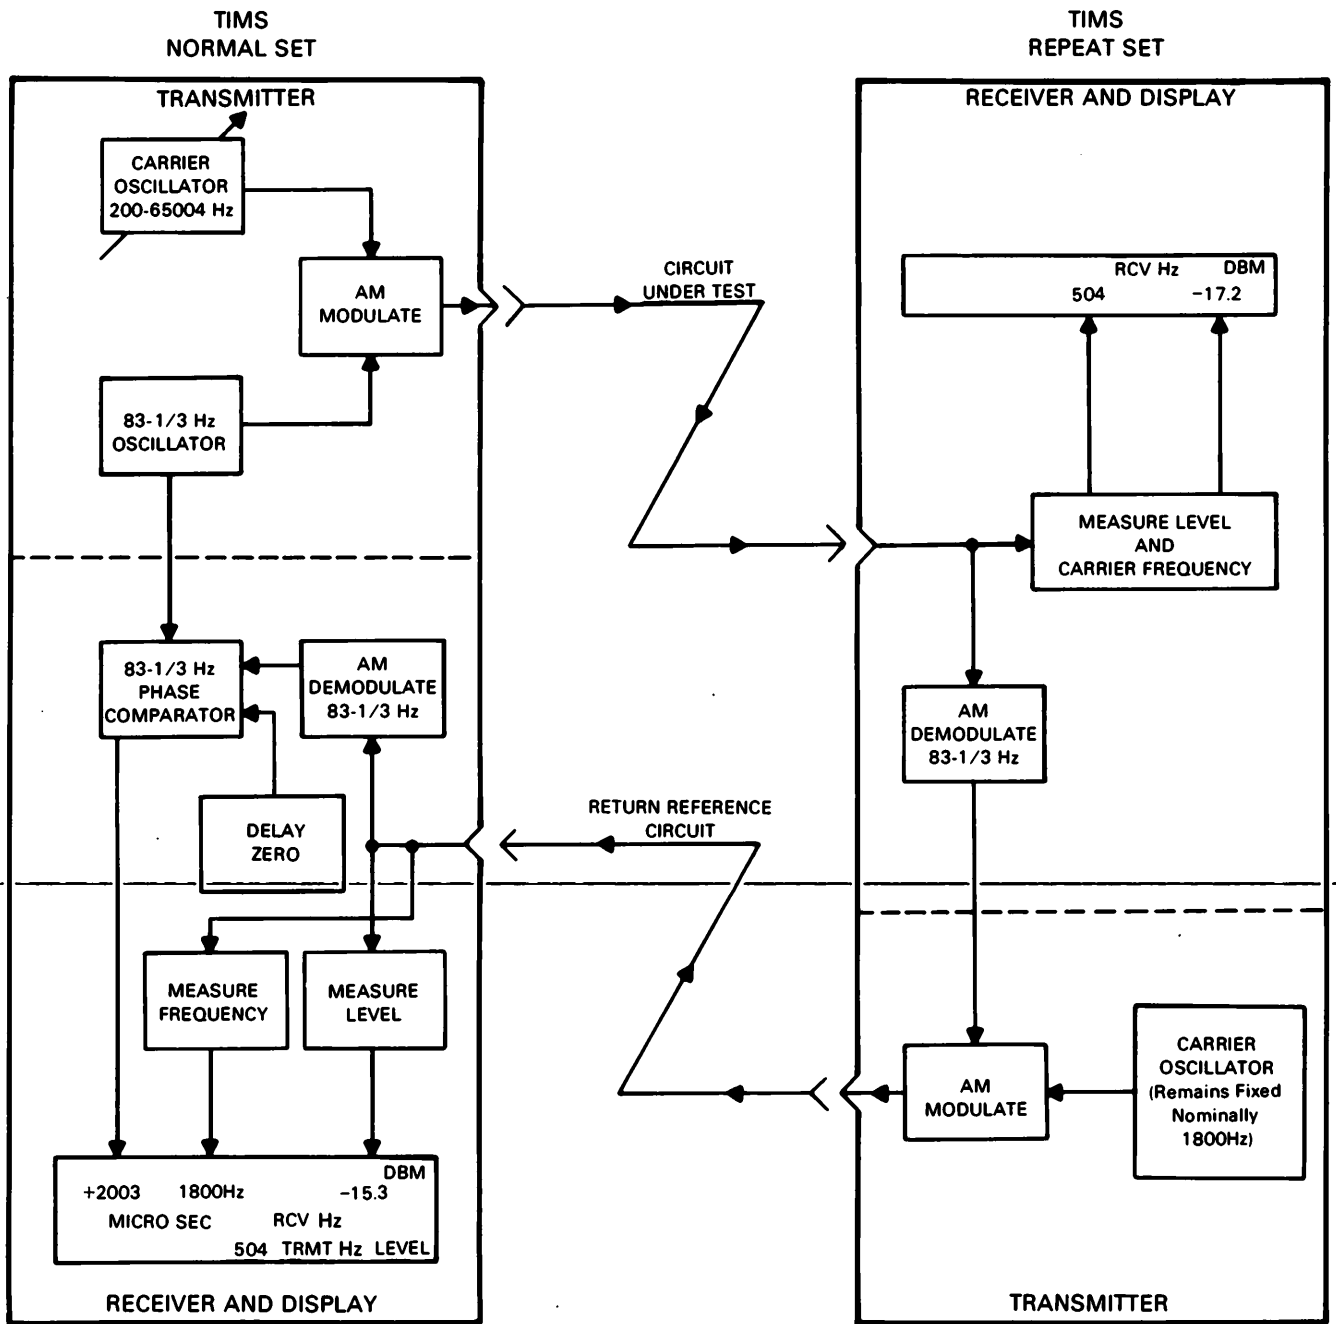 TIMS
NORMAL SET
TIMS
REPEAT SET
TRANSMITTER
CARRIER
OSCILLATOR
200-65004 Hz
AM
MODULATE
83-1/3 Hz
OSCILLATOR
83-1/3 Hz
PHASE
COMPARATOR
AM
DEMODULATE
83-1/3 Hz
DELAY
ZERO
MEASURE
FREQUENCY
MEASURE
LEVEL
DBM
+2003 1800Hz -15.3
MICRO SEC RCV Hz
504 TRMT Hz LEVEL
RECEIVER AND DISPLAY
CIRCUIT
UNDER TEST
RETURN REFERENCE
CIRCUIT
RECEIVER AND DISPLAY
RCV Hz DBM
504 -17.2
MEASURE LEVEL
AND
CARRIER FREQUENCY
AM
DEMODULATE
83-1/3 Hz
AM
MODULATE
CARRIER
OSCILLATOR
(Remains Fixed
Nominally
1800Hz)
TRANSMITTER